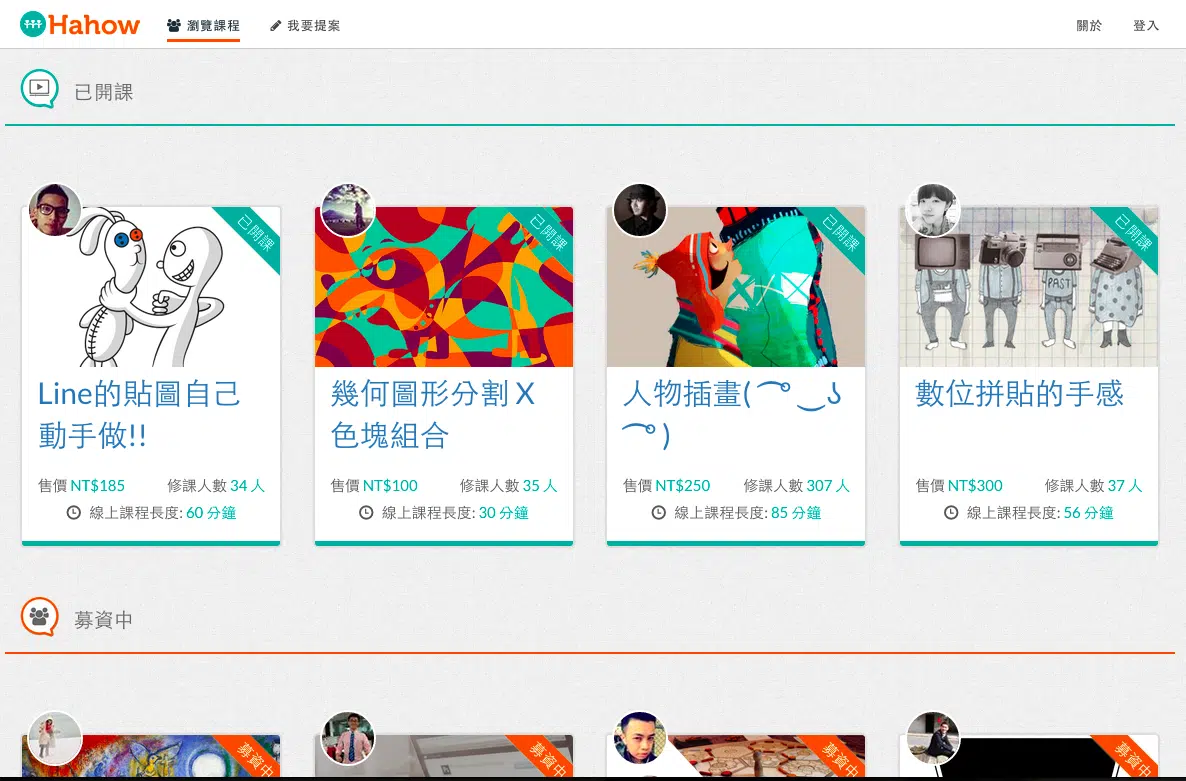 Hahow
瀏覽課程
我要提案
關於
登入
已開課
已開課
已開課
已開課
已開課
PAST
Line的貼圖自己
動手做!!
幾何圖形分割 X
色塊組合
人物插畫( ͡° ͜ʖ
͡° )
數位拼貼的手感
售價 NT$185 修課人數 34 人
線上課程長度: 60 分鐘
售價 NT$100 修課人數 35 人
線上課程長度: 30 分鐘
售價 NT$250 修課人數 307 人
線上課程長度: 85 分鐘
售價 NT$300 修課人數 37 人
線上課程長度: 56 分鐘
募資中
募資中
募資中
募資中
募資中